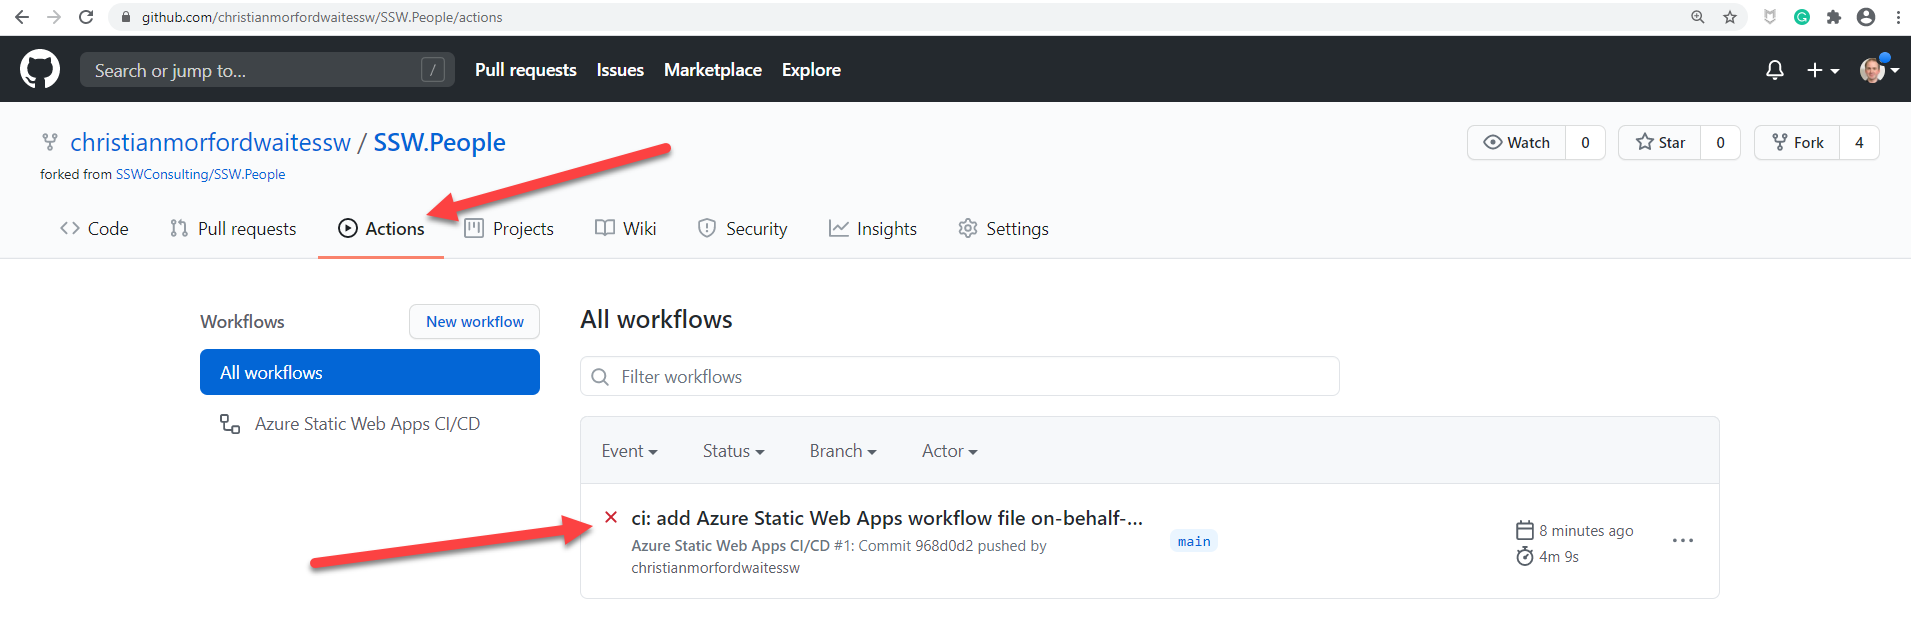 github.com/christianmorfordwaitessw/SSW.People/actions
Search or jump to...
/
Pull requests
Issues
Marketplace
Explore
christianmorfordwaitessw / SSW.People
Watch
0
Star
0
Fork
4
forked from SSWConsulting/SSW.People
Code
Pull requests
Actions
Projects
Wiki
Security
Insights
Settings
Workflows
New workflow
All workflows
Azure Static Web Apps CI/CD
All workflows
Filter workflows
Event
Status
Branch
Actor
ci: add Azure Static Web Apps workflow file on-behalf-...
Azure Static Web Apps CI/CD #1: Commit 968d0d2 pushed by
christianmorfordwaitessw
main
8 minutes ago
4m 9s